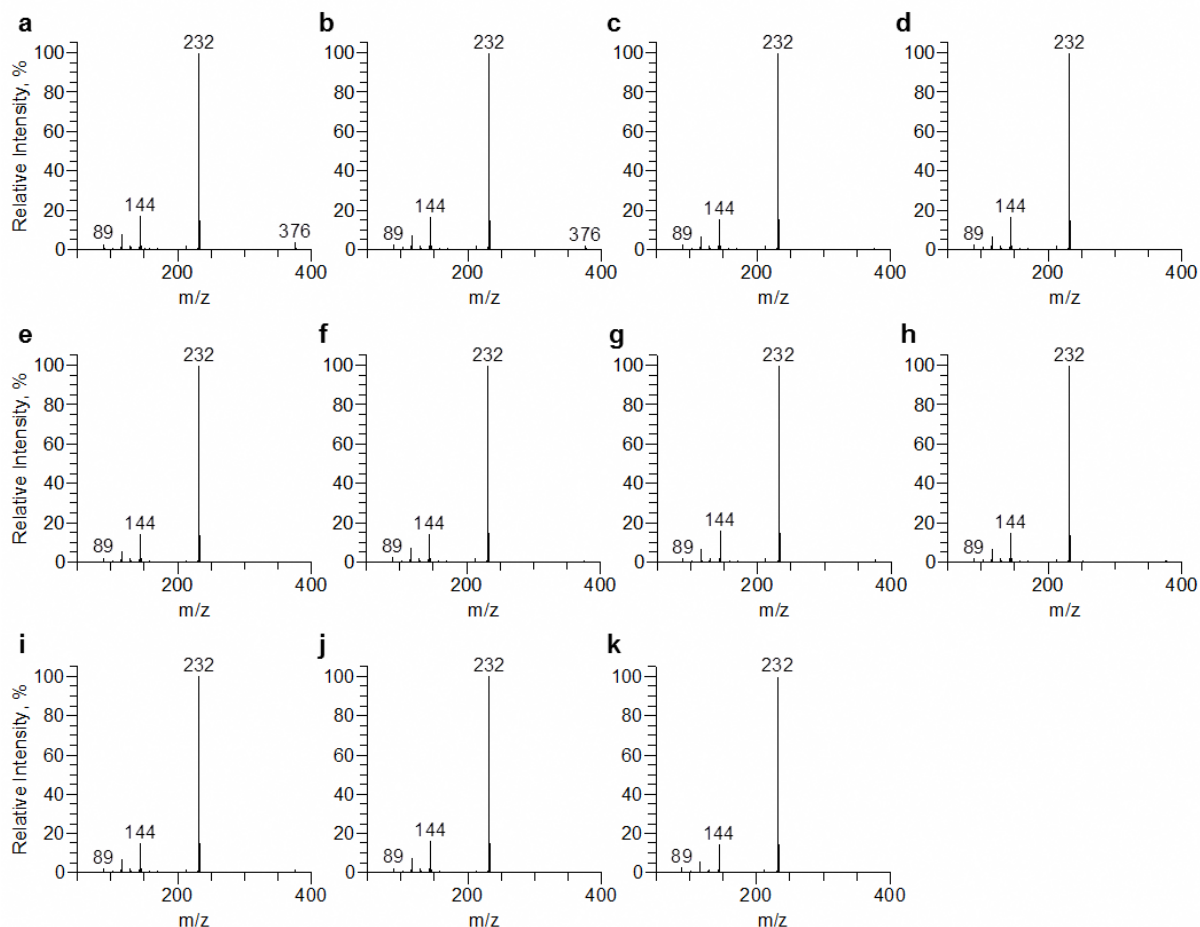 a b c d
232 232 232 232
100 100 100 100
80 80 80 80
60 60 60 60
40 40 40 40
20 20 20 20
0 0 0 0
144 144 144 144
89 89 89 89
376 376
200 400 200 400 200 400 200 400
m/z m/z m/z m/z
Relative Intensity, %
e f g h
232 232 232 232
100 100 100 100
80 80 80 80
60 60 60 60
40 40 40 40
20 20 20 20
0 0 0 0
144 144 144 144
89 89 89 89
200 400 200 400 200 400 200 400
m/z m/z m/z m/z
Relative Intensity, %
i j k
232 232 232
100 100 100
80 80 80
60 60 60
40 40 40
20 20 20
0 0 0
144 144 144
89 89 89
200 400 200 400 200 400
m/z m/z m/z
Relative Intensity, %